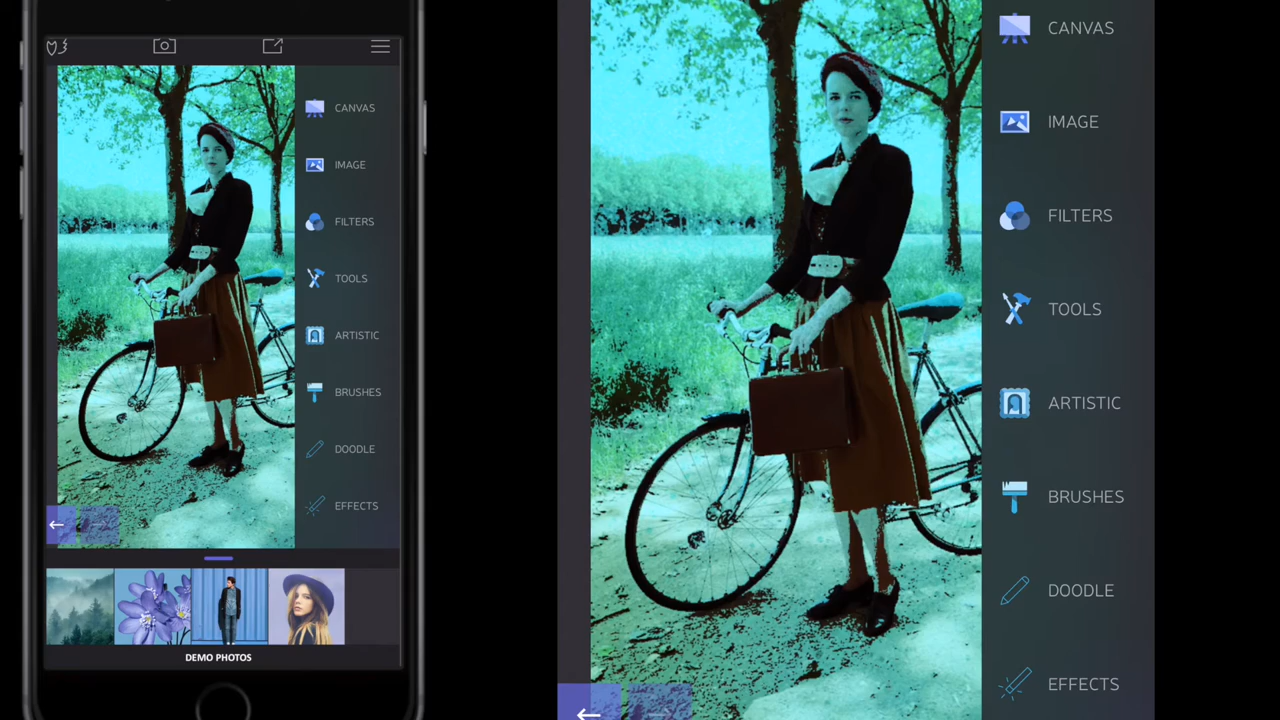 CANVAS
IMAGE
FILTERS
TOOLS
ARTISTIC
BRUSHES
DOODLE
EFFECTS
DEMO PHOTOS
CANVAS
IMAGE
FILTERS
TOOLS
ARTISTIC
BRUSHES
DOODLE
EFFECTS